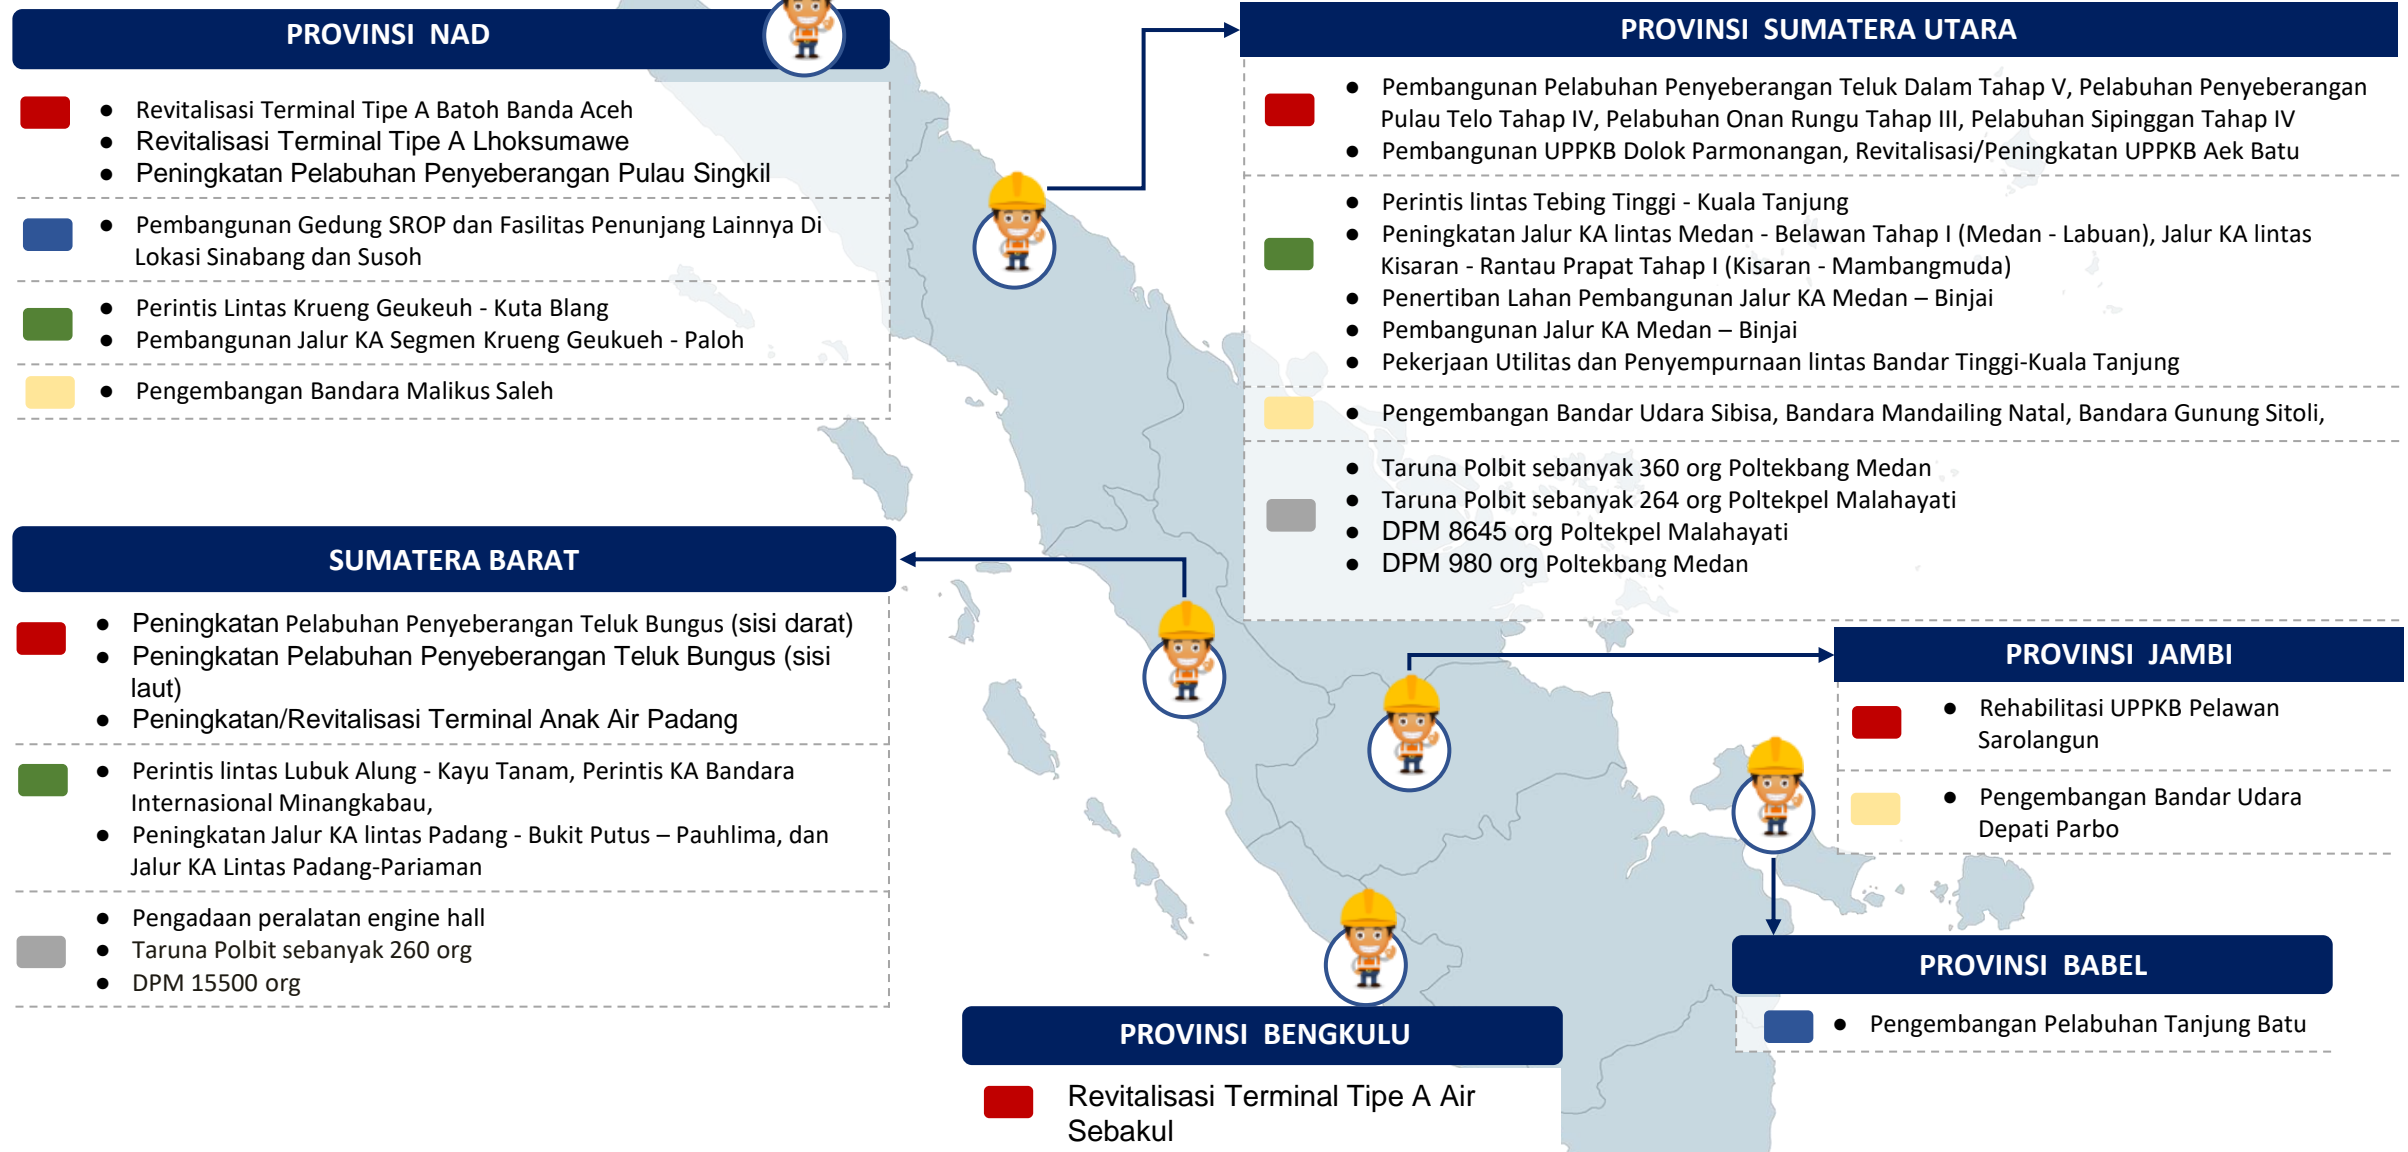 PROVINSI NAD
● Revitalisasi Terminal Tipe A Batoh Banda Aceh
● Revitalisasi Terminal Tipe A Lhoksumawe
● Peningkatan Pelabuhan Penyeberangan Pulau Singkil
● Pembangunan Gedung SROP dan Fasilitas Penunjang Lainnya Di
Lokasi Sinabang dan Susoh
● Perintis Lintas Krueng Geukeuh - Kuta Blang
● Pembangunan Jalur KA Segmen Krueng Geukueh - Paloh
● Pengembangan Bandara Malikus Saleh
PROVINSI SUMATERA UTARA
● Pembangunan Pelabuhan Penyeberangan Teluk Dalam Tahap V, Pelabuhan Penyeberangan
Pulau Telo Tahap IV, Pelabuhan Onan Rungu Tahap III, Pelabuhan Sipinggan Tahap IV
● Pembangunan UPPKB Dolok Parmonangan, Revitalisasi/Peningkatan UPPKB Aek Batu
● Perintis lintas Tebing Tinggi - Kuala Tanjung
● Peningkatan Jalur KA lintas Medan - Belawan Tahap I (Medan - Labuan), Jalur KA lintas
Kisaran - Rantau Prapat Tahap I (Kisaran - Mambangmuda)
● Penertiban Lahan Pembangunan Jalur KA Medan – Binjai
● Pembangunan Jalur KA Medan – Binjai
● Pekerjaan Utilitas dan Penyempurnaan lintas Bandar Tinggi-Kuala Tanjung
● Pengembangan Bandar Udara Sibisa, Bandara Mandailing Natal, Bandara Gunung Sitoli,
● Taruna Polbit sebanyak 360 org Poltekbang Medan
● Taruna Polbit sebanyak 264 org Poltekpel Malahayati
● DPM 8645 org Poltekpel Malahayati
● DPM 980 org Poltekbang Medan
SUMATERA BARAT
● Peningkatan Pelabuhan Penyeberangan Teluk Bungus (sisi darat)
● Peningkatan Pelabuhan Penyeberangan Teluk Bungus (sisi
laut)
● Peningkatan/Revitalisasi Terminal Anak Air Padang
● Perintis lintas Lubuk Alung - Kayu Tanam, Perintis KA Bandara
Internasional Minangkabau,
● Peningkatan Jalur KA lintas Padang - Bukit Putus – Pauhlima, dan
Jalur KA Lintas Padang-Pariaman
● Pengadaan peralatan engine hall
● Taruna Polbit sebanyak 260 org
● DPM 15500 org
PROVINSI JAMBI
● Rehabilitasi UPPKB Pelawan
Sarolangun
● Pengembangan Bandar Udara
Depati Parbo
PROVINSI BABEL
● Pengembangan Pelabuhan Tanjung Batu
PROVINSI BENGKULU
Revitalisasi Terminal Tipe A Air
Sebakul